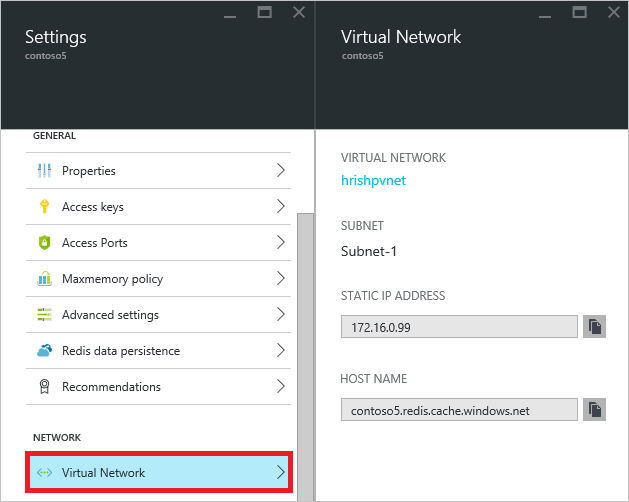 Settings
contoso5
GENERAL
Properties
Access keys
Access Ports
Maxmemory policy
Advanced settings
Redis data persistence
Recommendations
NETWORK
Virtual Network
Virtual Network
contoso5
VIRTUAL NETWORK
hrishpvnet
SUBNET
Subnet-1
STATIC IP ADDRESS
172.16.0.99
HOST NAME
contoso5.redis.cache.windows.net